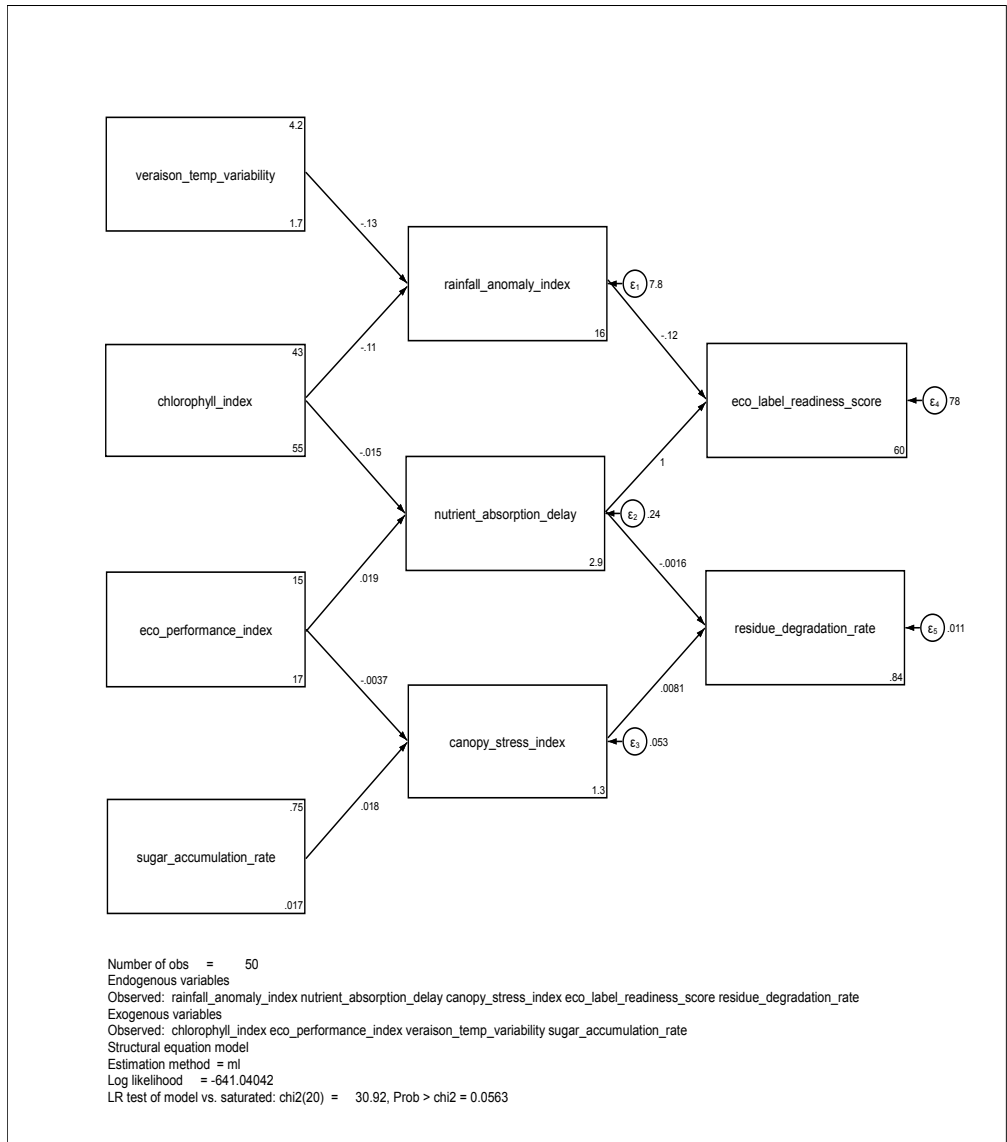 4.2
veraison_temp_variability
1.7
-.13
rainfall_anomaly_index
16
ε1 7.8
-.12
43
chlorophyll_index
55
-.11
-.015
eco_label_readiness_score
60
ε4 78
1
nutrient_absorption_delay
2.9
ε2 .24
-.0016
15
eco_performance_index
17
.019
-.0037
residue_degradation_rate
.84
ε5 .011
.0081
canopy_stress_index
1.3
ε3 .053
.018
.75
sugar_accumulation_rate
.017
Number of obs = 50
Endogenous variables
Observed: rainfall_anomaly_index nutrient_absorption_delay canopy_stress_index eco_label_readiness_score residue_degradation_rate
Exogenous variables
Observed: chlorophyll_index eco_performance_index veraison_temp_variability sugar_accumulation_rate
Structural equation model
Estimation method = ml
Log likelihood = -641.04042
LR test of model vs. saturated: chi2(20) = 30.92, Prob > chi2 = 0.0563